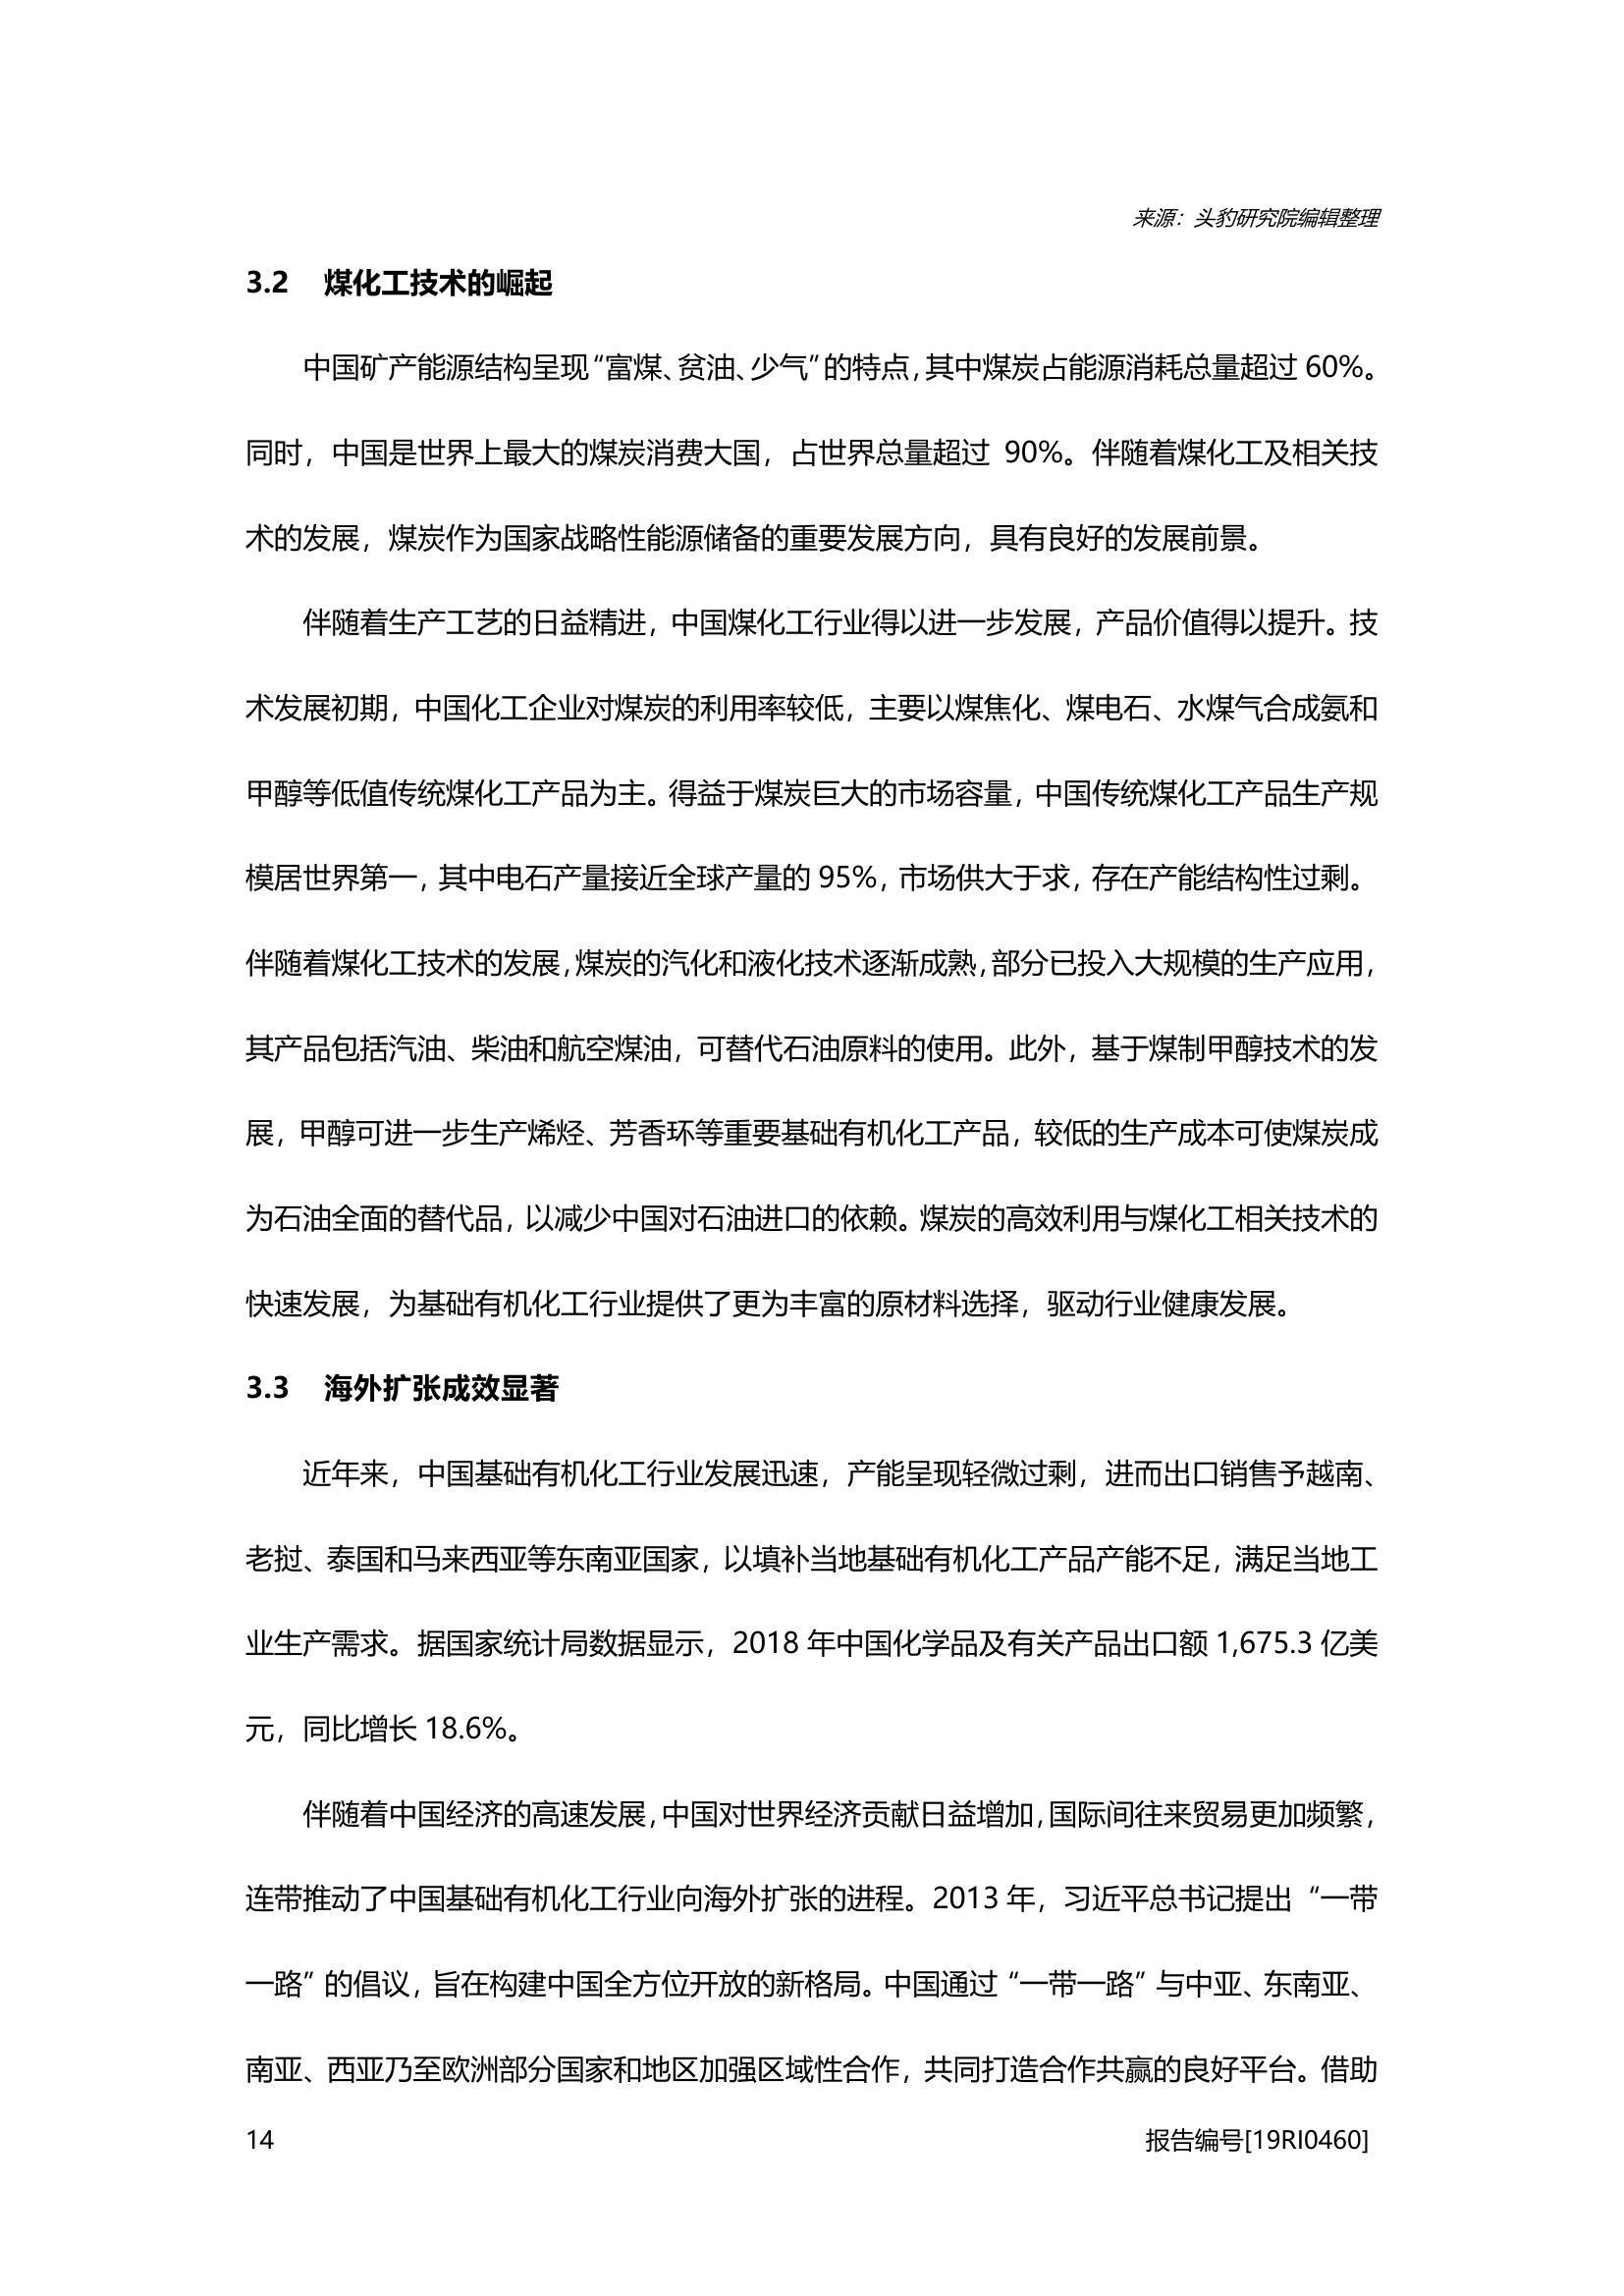 来源：头豹研究院编辑整理
3.2 煤化工技术的崛起
中国矿产能源结构呈现“富煤、贫油、少气”的特点，其中煤炭占能源消耗总量超过 60%。
同时，中国是世界上最大的煤炭消费大国，占世界总量超过 90%。伴随着煤化工及相关技
术的发展，煤炭作为国家战略性能源储备的重要发展方向，具有良好的发展前景。
伴随着生产工艺的日益精进，中国煤化工行业得以进一步发展，产品价值得以提升。技
术发展初期，中国化工企业对煤炭的利用率较低，主要以煤焦化、煤电石、水煤气合成氨和
甲醇等低值传统煤化工产品为主。得益于煤炭巨大的市场容量，中国传统煤化工产品生产规
模居世界第一，其中电石产量接近全球产量的 95%，市场供大于求，存在产能结构性过剩。
伴随着煤化工技术的发展，煤炭的汽化和液化技术逐渐成熟，部分已投入大规模的生产应用，
其产品包括汽油、柴油和航空煤油，可替代石油原料的使用。此外，基于煤制甲醇技术的发
展，甲醇可进一步生产烯烃、芳香环等重要基础有机化工产品，较低的生产成本可使煤炭成
为石油全面的替代品，以减少中国对石油进口的依赖。煤炭的高效利用与煤化工相关技术的
快速发展，为基础有机化工行业提供了更为丰富的原材料选择，驱动行业健康发展。
3.3 海外扩张成效显著
近年来，中国基础有机化工行业发展迅速，产能呈现轻微过剩，进而出口销售予越南、
老挝、泰国和马来西亚等东南亚国家，以填补当地基础有机化工产品产能不足，满足当地工
业生产需求。据国家统计局数据显示，2018 年中国化学品及有关产品出口额 1,675.3 亿美
元，同比增长 18.6%。
伴随着中国经济的高速发展，中国对世界经济贡献日益增加，国际间往来贸易更加频繁，
连带推动了中国基础有机化工行业向海外扩张的进程。2013 年，习近平总书记提出“一带
一路”的倡议，旨在构建中国全方位开放的新格局。中国通过“一带一路”与中亚、东南亚、
南亚、西亚乃至欧洲部分国家和地区加强区域性合作，共同打造合作共赢的良好平台。借助
14 报告编号[19RI0460]